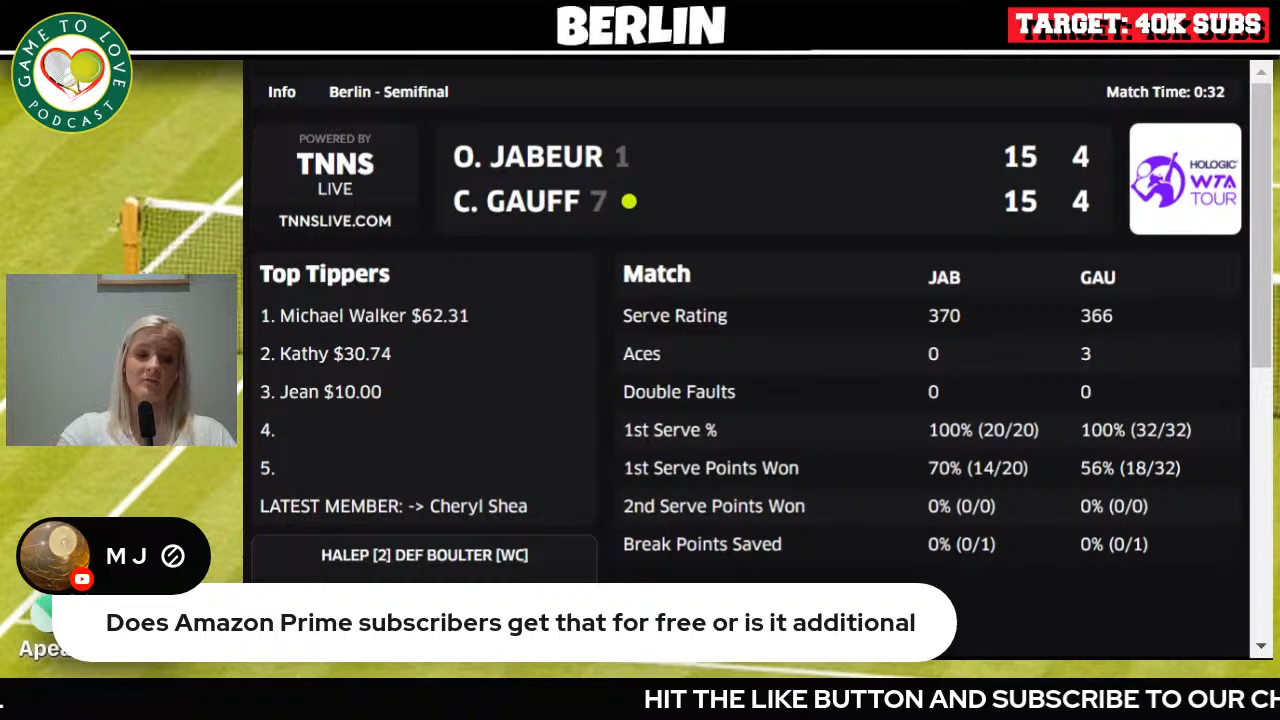 BERLIN
TARGET: 40K SUBS
GAME TO LOVE
PODCAST
Info
Berlin - Semifinal
Match Time: 0:32
POWERED BY
TNNS
LIVE
TNNSLIVE.COM
O. JABEUR 1 15 4
C. GAUFF 7 15 4
HOLOGIC
WTA
TOUR
Top Tippers
1. Michael Walker $62.31
2. Kathy $30.74
3. Jean $10.00
4.
5.
LATEST MEMBER: -> Cheryl Shea
HALEP [2] DEF BOULTER [WC]
Match JAB GAU
Serve Rating 370 366
Aces 0 3
Double Faults 0 0
1st Serve % 100% (20/20) 100% (32/32)
1st Serve Points Won 70% (14/20) 56% (18/32)
2nd Serve Points Won 0% (0/0) 0% (0/0)
Break Points Saved 0% (0/1) 0% (0/1)
M J
Does Amazon Prime subscribers get that for free or is it additional
HIT THE LIKE BUTTON AND SUBSCRIBE TO OUR CH